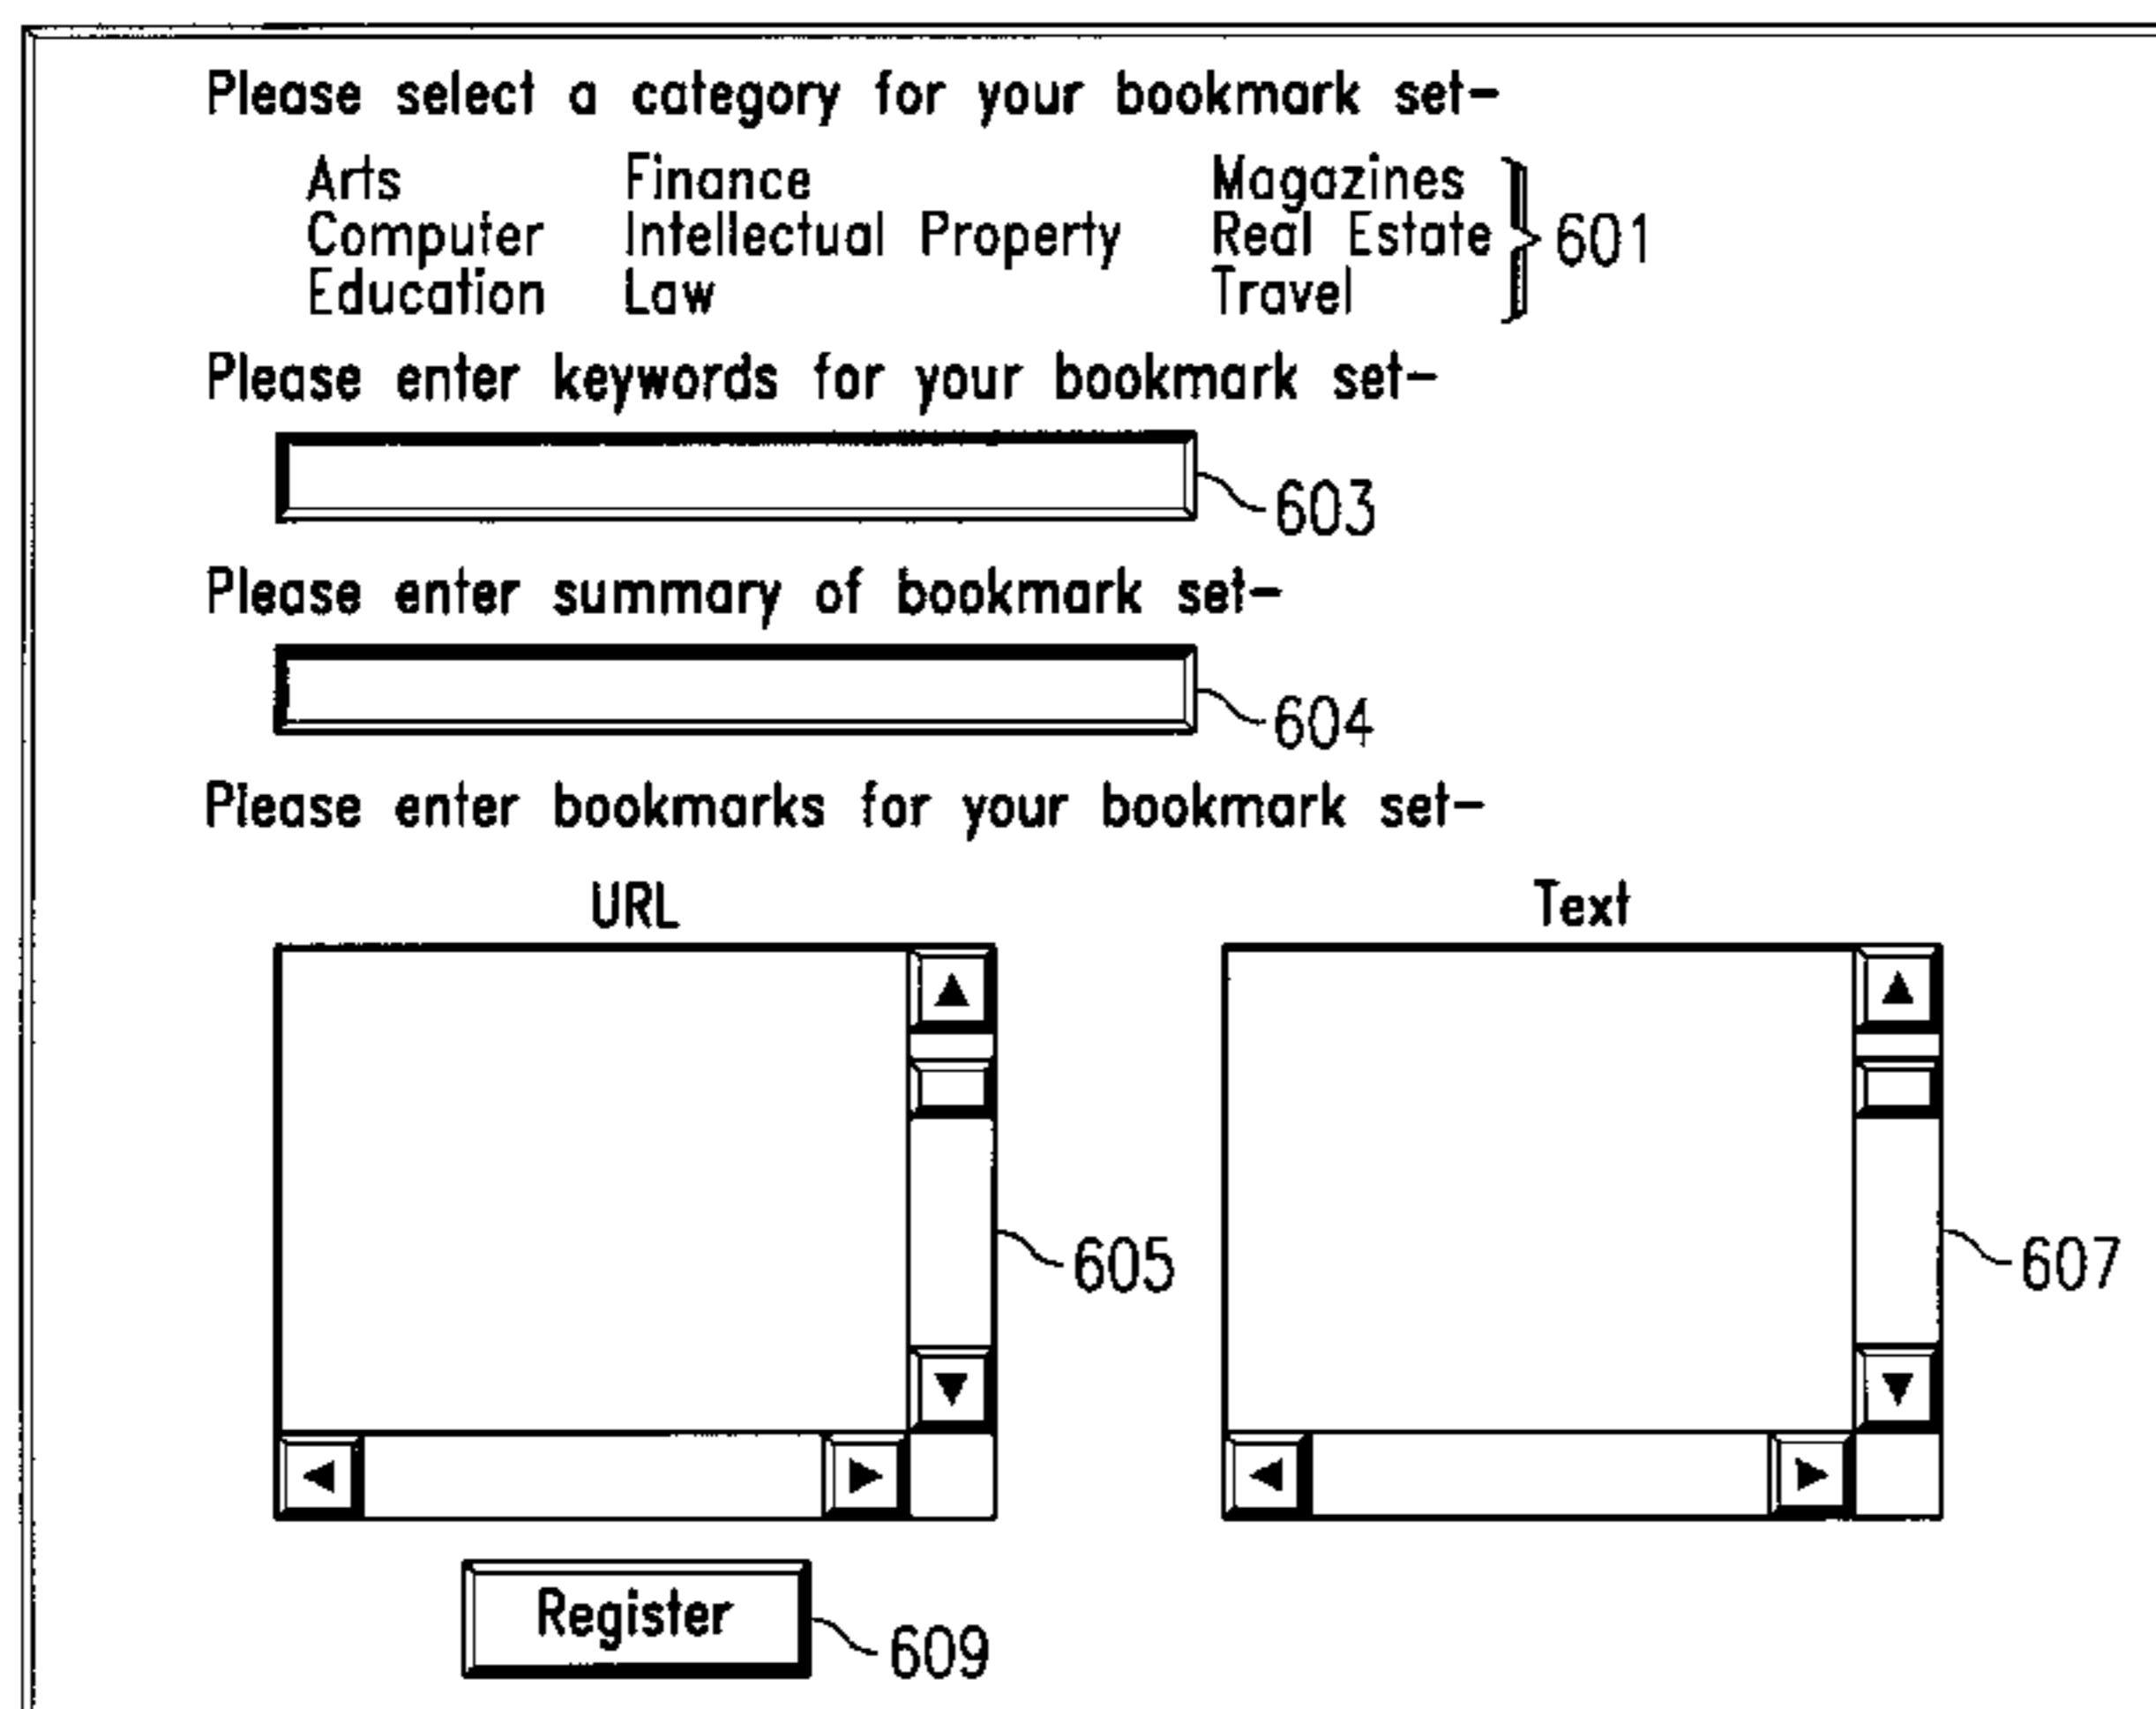 Please select a category for your bookmark set-
Arts Finance Magazines
Computer Intellectual Property Real Estate 601
Education Law Travel
Please enter keywords for your bookmark set-
603
Please enter summary of bookmark set-
604
Please enter bookmarks for your bookmark set-
URL Text
605 607
Register
609